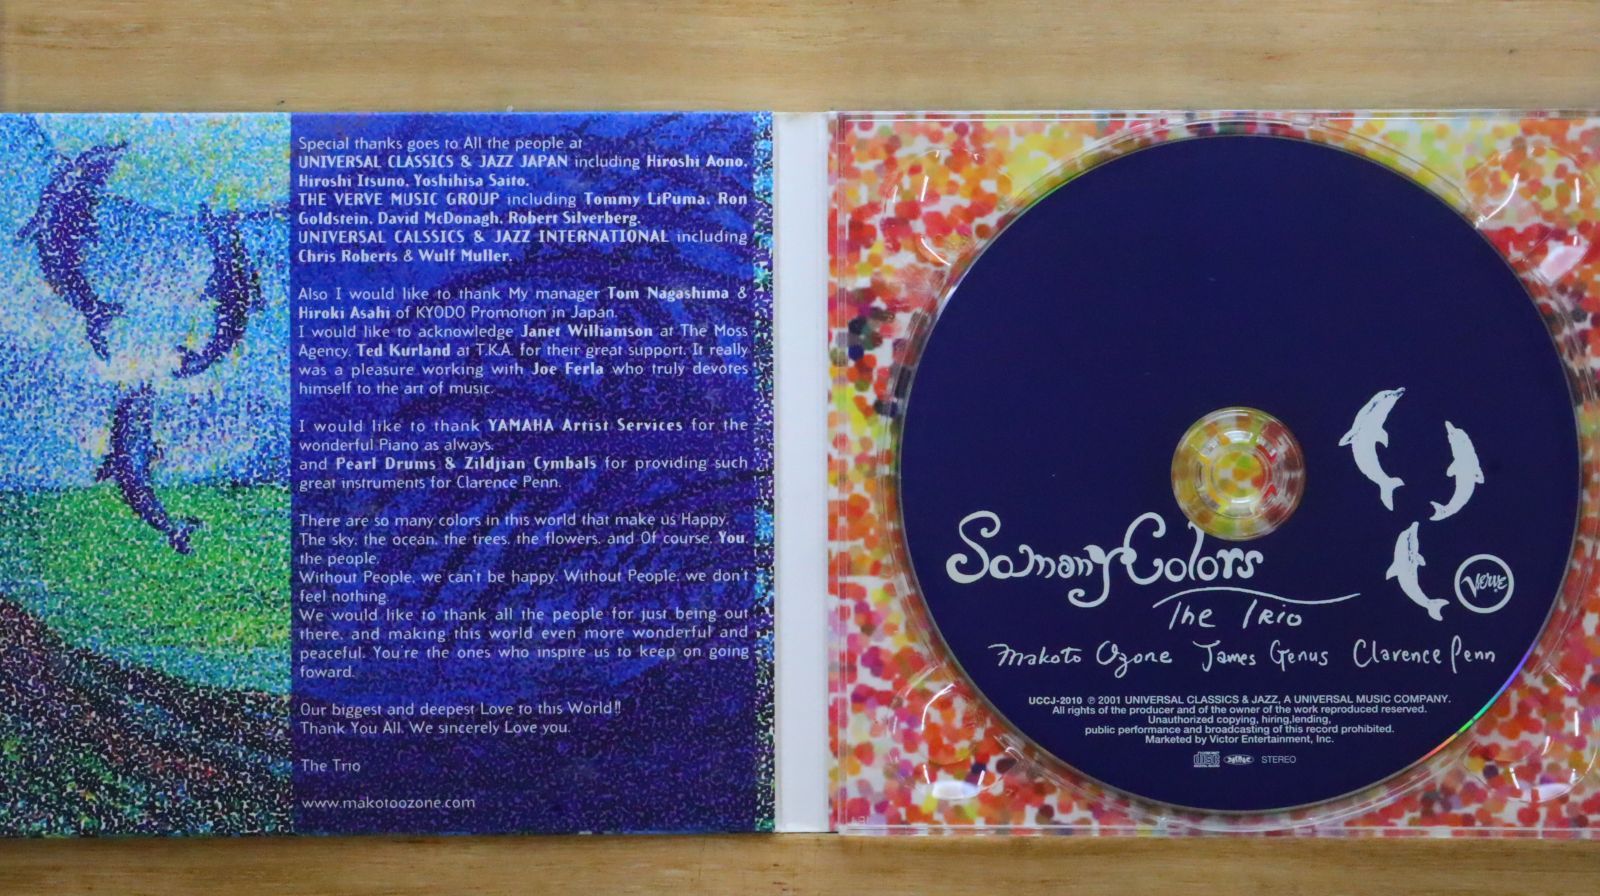 Special thanks goes to All the people at
UNIVERSAL CLASSICS & JAZZ JAPAN including Hiroshi Aono,
Hiroshi Itsuno, Yoshihisa Saito.
THE VERVE MUSIC GROUP including Tommy LiPuma, Ron
Goldstein, David McDonagh, Robert Silverberg.
UNIVERSAL CALSSICS & JAZZ INTERNATIONAL including
Chris Roberts & Wulf Muller.
Also I would like to thank My manager Tom Nagashima &
Hiroki Asahi of KYODO Promotion in Japan.
I would like to acknowledge Janet Williamson at The Moss
Agency, Ted Kurland at T.K.A. for their great support. It really
was a pleasure working with Joe Ferla who truly devotes
himself to the art of music.
I would like to thank YAMAHA Artist Services for the
wonderful Piano as always.
and Pearl Drums & Zildjian Cymbals for providing such
great instruments for Clarence Penn.
There are so many colors in this world that make us Happy.
The sky, the ocean, the trees, the flowers, and Of course, You,
the people.
Without People, we can't be happy. Without People, we don't
feel nothing.
We would like to thank all the people for just being out
there, and making this world even more wonderful and
peaceful. You're the ones who inspire us to keep on going
foward.
Our biggest and deepest Love to this World!!
Thank You All. We sincerely Love you.
The Trio
www.makotoozone.com
So many Colors
The Trio
Verve
Makoto Ozone James Genus Clarence Penn
UCCJ-2010 ℗ 2001 UNIVERSAL CLASSICS & JAZZ, A UNIVERSAL MUSIC COMPANY.
All rights of the producer and of the owner of the work reproduced reserved.
Unauthorized copying, hiring,lending,
public performance and broadcasting of this record prohibited.
Marketed by Victor Entertainment, Inc.
STEREO